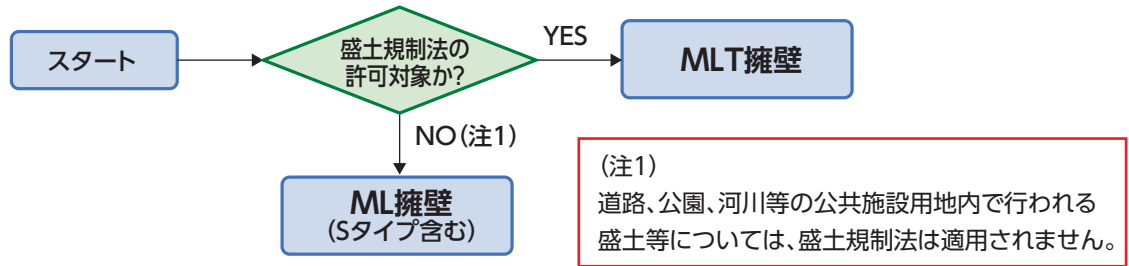 スタート
盛土規制法の
許可対象か?
YES
MLT擁壁
NO(注1)
ML擁壁
(Sタイプ含む)
(注1)
道路、公園、河川等の公共施設用地内で行われる
盛土等については、盛土規制法は適用されません。